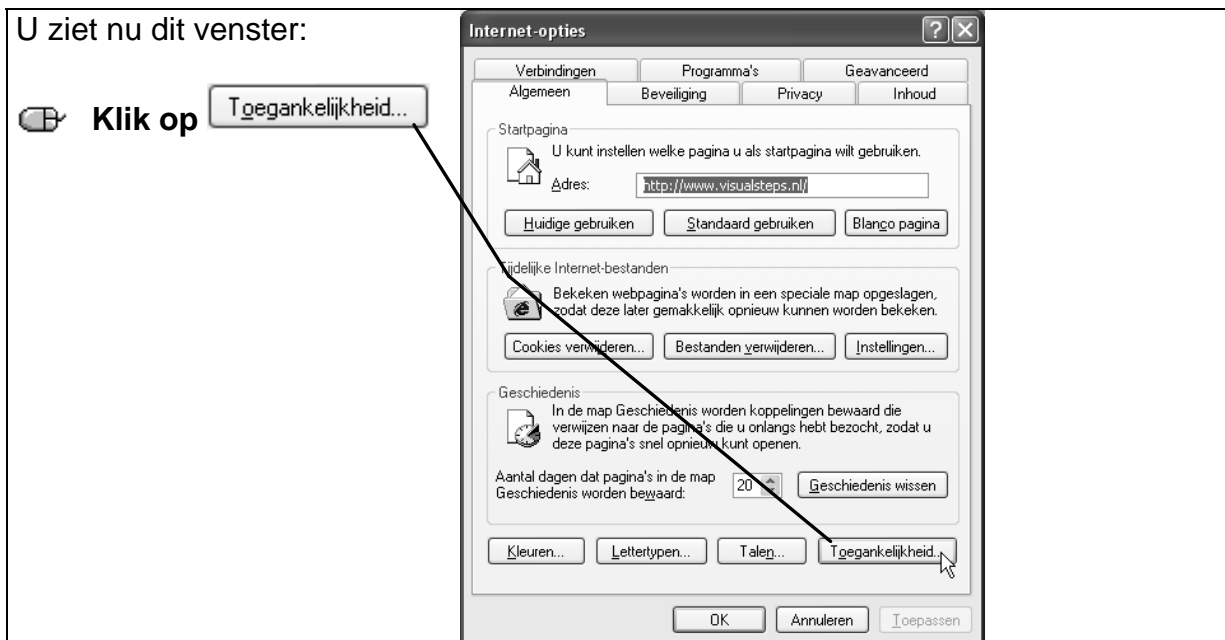 U ziet nu dit venster:
Klik op Toegankelijkheid...
Internet-opties
Verbindingen Programma's Geavanceerd
Algemeen Beveiliging Privacy Inhoud
Startpagina
U kunt instellen welke pagina u als startpagina wilt gebruiken.
Adres: http://www.visualsteps.nl/
Huidige gebruiken Standaard gebruiken Blanco pagina
Tijdelijke Internet-bestanden
Bekeken webpagina's worden in een speciale map opgeslagen,
zodat deze later gemakkelijk opnieuw kunnen worden bekeken.
Cookies verwijderen... Bestanden verwijderen... Instellingen...
Geschiedenis
In de map Geschiedenis worden koppelingen bewaard die
verwijzen naar de pagina's die u onlangs hebt bezocht, zodat u
deze pagina's snel opnieuw kunt openen.
Aantal dagen dat pagina's in de map
Geschiedenis worden bewaard: 20 Geschiedenis wissen
Kleuren... Lettertypen... Talen... Toegankelijkheid...
OK Annuleren Toepassen